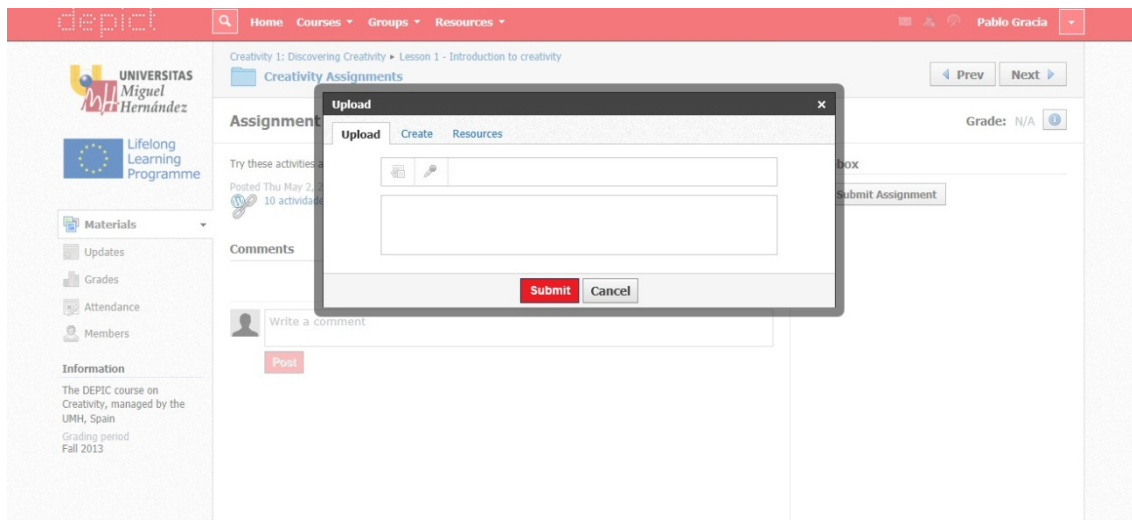 depict
Home Courses Groups Resources
Pablo Gracia
UNIVERSITAS
Miguel
Hernández
Lifelong
Learning
Programme
Materials
Updates
Grades
Attendance
Members
Information
The DEPIC course on
Creativity, managed by the
UMH, Spain
Grading period
Fall 2013
Creativity 1: Discovering Creativity ▸ Lesson 1 - Introduction to creativity
Creativity Assignments
Prev Next
Assignment
Grade: N/A
Try these activities
Posted Thu May 2,
10 actividade
Comments
Write a comment
Post
Upload
Upload Create Resources
Submit Cancel
box
Submit Assignment